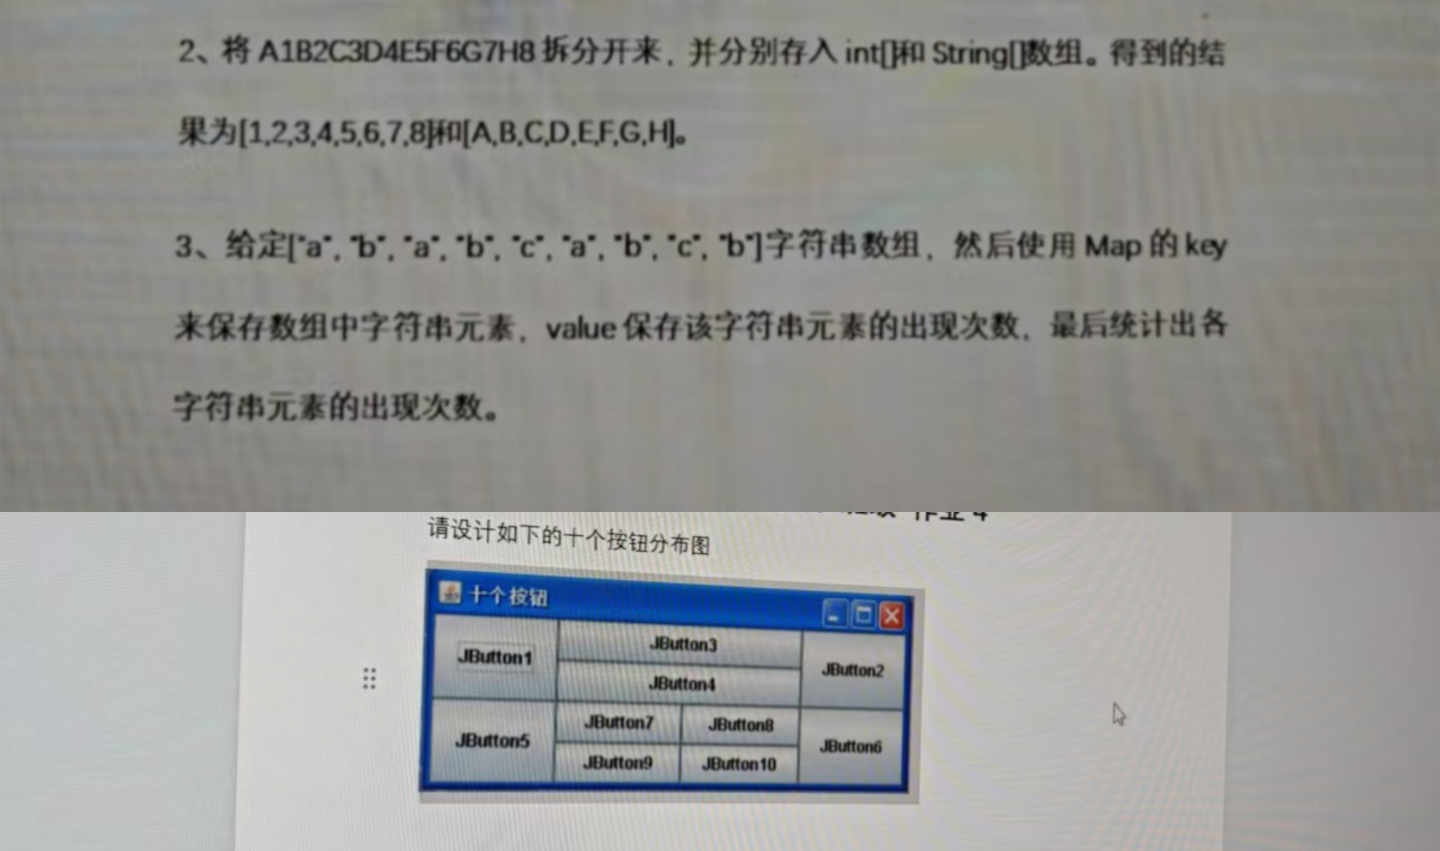 2、将 A1B2C3D4E5F6G7H8 拆分开来，并分别存入 int[]和 String[]数组。得到的结
果为[1,2,3,4,5,6,7,8]和[A,B,C,D,E,F,G,H]。
3、给定["a", "b", "a", "b", "c", "a", "b", "c", "b"]字符串数组，然后使用 Map 的 key
来保存数组中字符串元素，value 保存该字符串元素的出现次数，最后统计出各
字符串元素的出现次数。
作业 4
请设计如下的十个按钮分布图
十个按钮
JButton1
JButton3
JButton2
JButton4
JButton5
JButton7
JButton8
JButton6
JButton9
JButton10